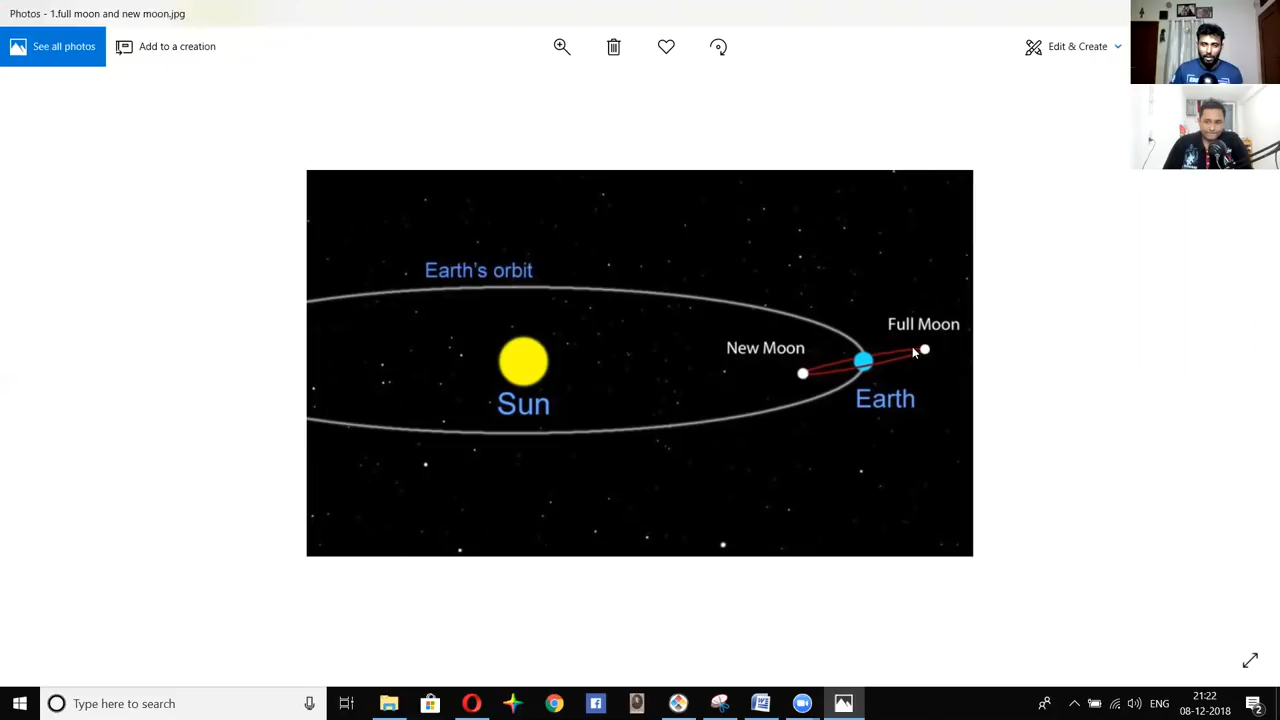 Photos - 1.full moon and new moon.jpg
See all photos
Add to a creation
Edit & Create
Earth's orbit
Full Moon
New Moon
Earth
Sun
Type here to search
ENG
21:22
08-12-2018
2